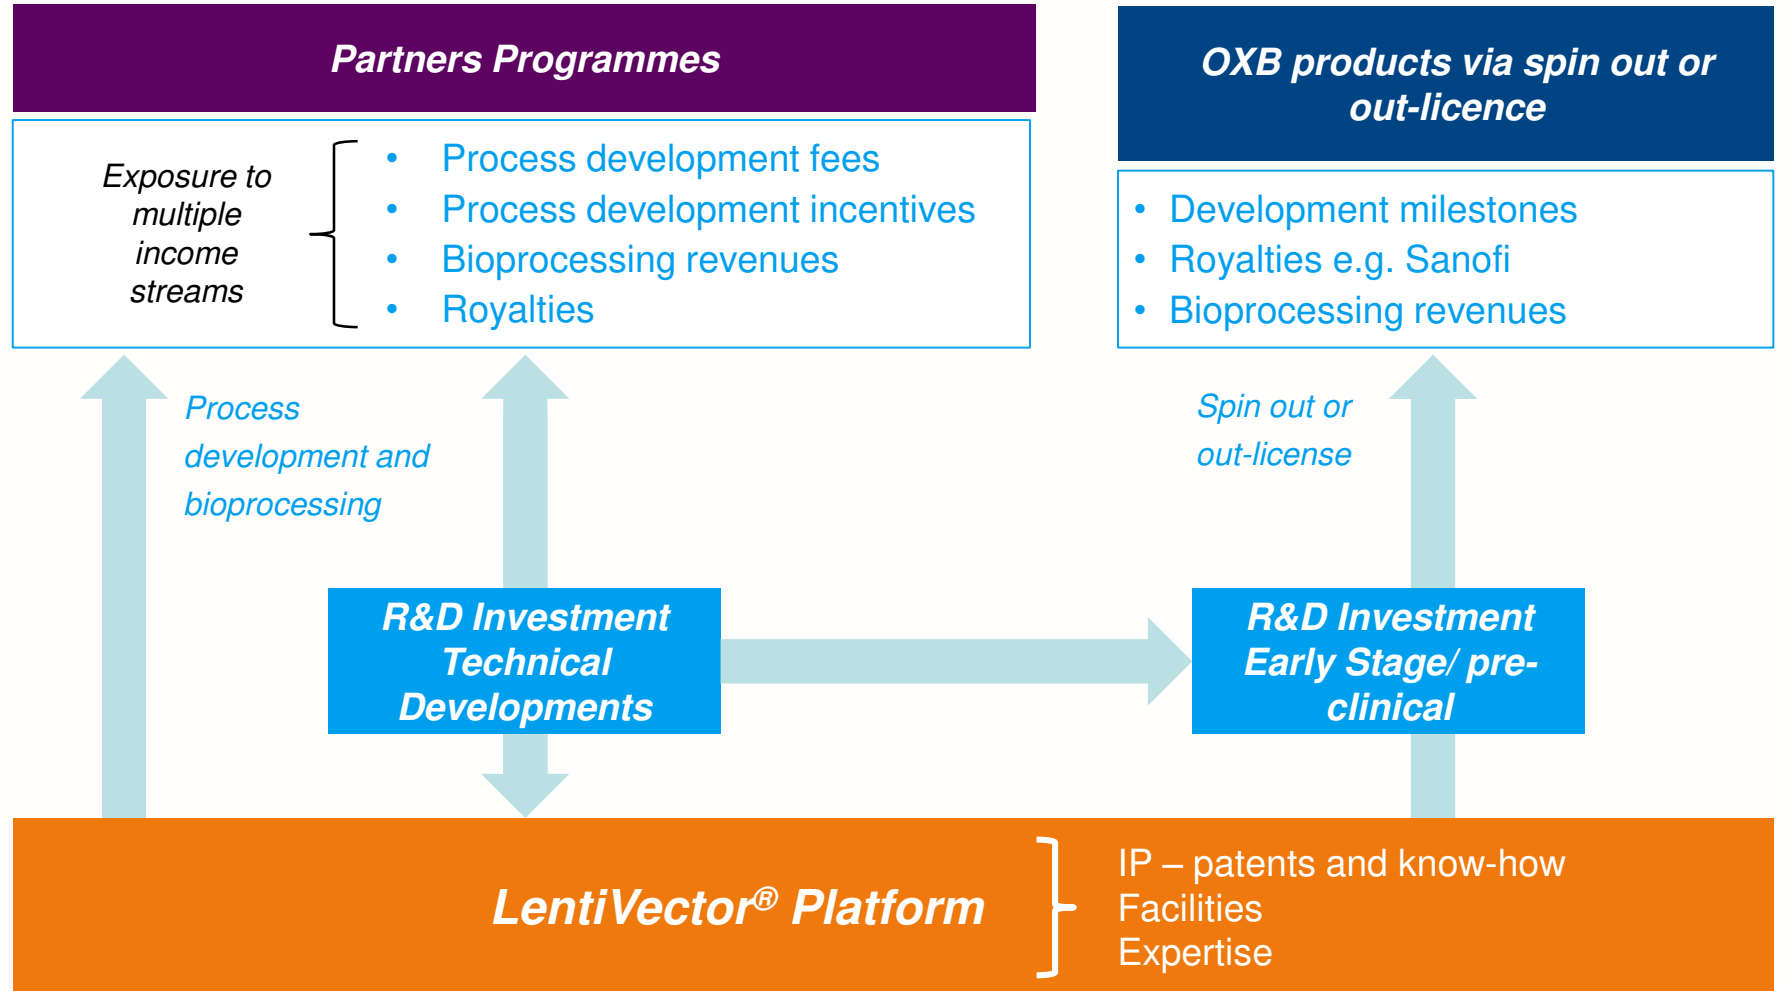 Partners Programmes
Exposure to
multiple
income
streams
• Process development fees
• Process development incentives
• Bioprocessing revenues
• Royalties
OXB products via spin out or
out-licence
• Development milestones
• Royalties e.g. Sanofi
• Bioprocessing revenues
Process
development and
bioprocessing
Spin out or
out-license
R&D Investment
Technical
Developments
R&D Investment
Early Stage/ pre-
clinical
LentiVector® Platform
IP – patents and know-how
Facilities
Expertise